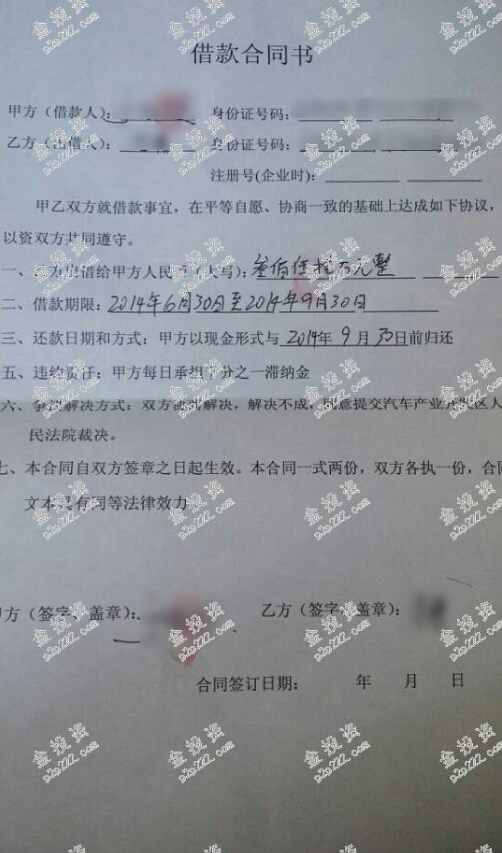 借款合同书
甲方（借款人）： 身份证号码：
乙方（出借人）： 身份证号码：
注册号(企业时)：
甲乙双方就借款事宜，在平等自愿、协商一致的基础上达成如下协议，
以资双方共同遵守。
一、乙方出借给甲方人民币（大写）：叁佰伍拾万元整
二、借款期限：2014年6月30日至2014年9月30日
三、还款日期和方式：甲方以现金形式与 2014年 9 月 30日前归还
五、违约责任：甲方每日承担 分之一滞纳金
六、争议解决方式：双方 解决，解决不成，同意提交汽车产业开发区人
民法院裁决。
七、本合同自双方签章之日起生效。本合同一式两份，双方各执一份，合同
文本具有同等法律效力
甲方（签字、盖章）： 乙方（签字、盖章）：
合同签订日期： 年 月 日
金投资
p2bzzz.com